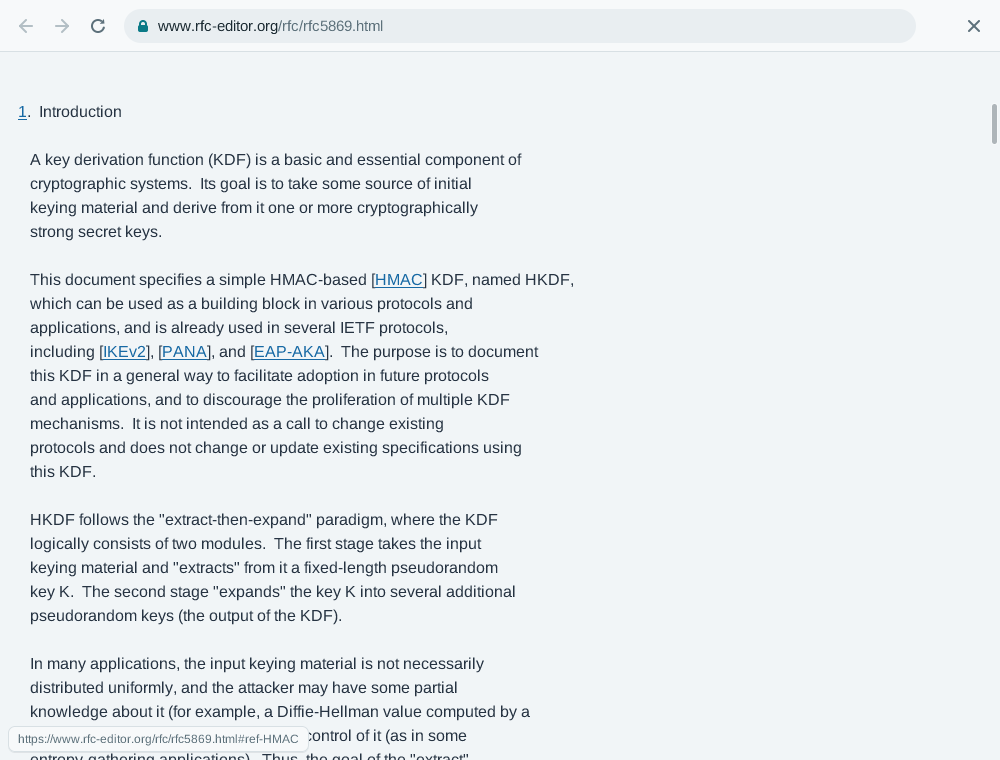 www.rfc-editor.org/rfc/rfc5869.html
1. Introduction
A key derivation function (KDF) is a basic and essential component of
cryptographic systems. Its goal is to take some source of initial
keying material and derive from it one or more cryptographically
strong secret keys.
This document specifies a simple HMAC-based [HMAC] KDF, named HKDF,
which can be used as a building block in various protocols and
applications, and is already used in several IETF protocols,
including [IKEv2], [PANA], and [EAP-AKA]. The purpose is to document
this KDF in a general way to facilitate adoption in future protocols
and applications, and to discourage the proliferation of multiple KDF
mechanisms. It is not intended as a call to change existing
protocols and does not change or update existing specifications using
this KDF.
HKDF follows the "extract-then-expand" paradigm, where the KDF
logically consists of two modules. The first stage takes the input
keying material and "extracts" from it a fixed-length pseudorandom
key K. The second stage "expands" the key K into several additional
pseudorandom keys (the output of the KDF).
In many applications, the input keying material is not necessarily
distributed uniformly, and the attacker may have some partial
knowledge about it (for example, a Diffie-Hellman value computed by a
control of it (as in some
entropy-gathering applications). Thus, the goal of the "extract"
https://www.rfc-editor.org/rfc/rfc5869.html#ref-HMAC